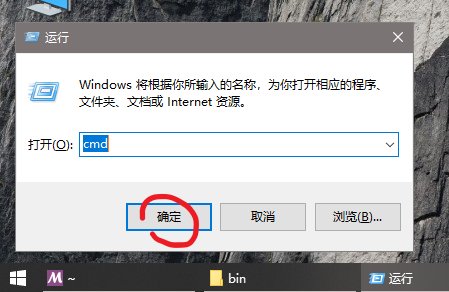 运行
Windows 将根据你所输入的名称，为你打开相应的程序、
文件夹、文档或 Internet 资源。
打开(O): cmd
确定 取消 浏览(B)...
M ~ bin 运行